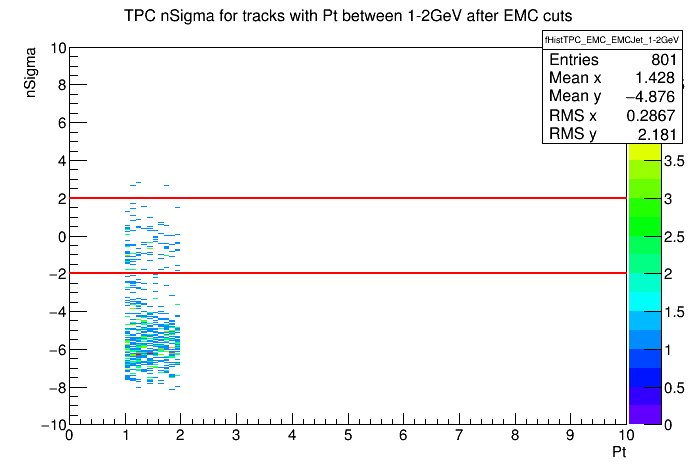 TPC nSigma for tracks with Pt between 1-2GeV after EMC cuts
fHistTPC_EMC_EMCJet_1-2GeV
Entries 801
Mean x 1.428
Mean y −4.876
RMS x 0.2867
RMS y 2.181
nSigma
10
8
6
4
2
0
−2
−4
−6
−8
−10
0 1 2 3 4 5 6 7 8 9 10
Pt
3.5
3
2.5
2
1.5
1
0.5
0